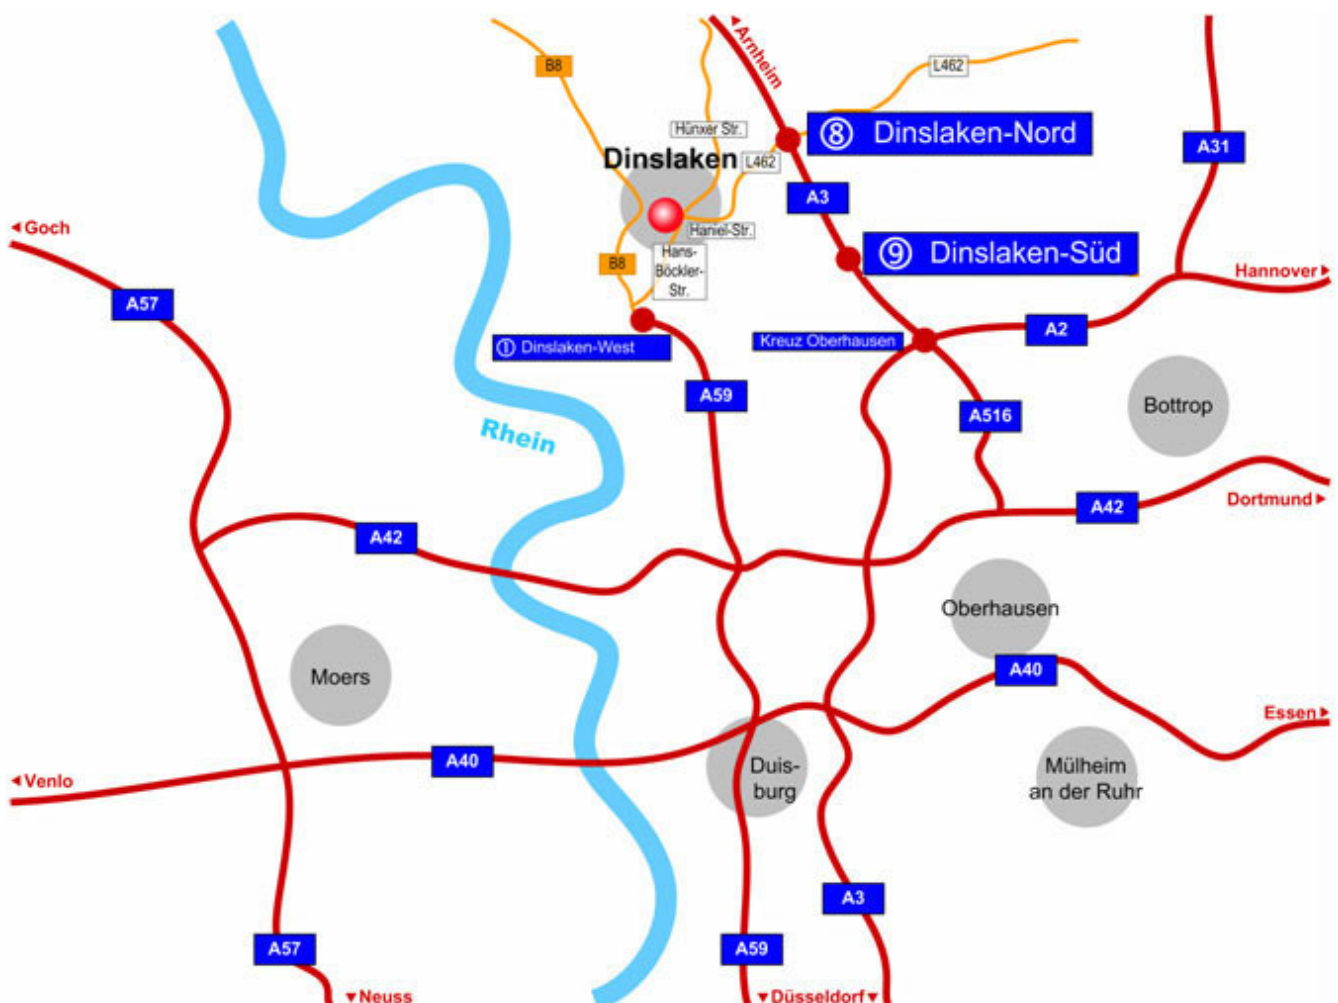 Arnheim
B8
L462
Hünxer Str.
⑧ Dinslaken-Nord
A31
Dinslaken
L462
A3
Goch
Haniel-Str.
⑨ Dinslaken-Süd
Hans-
Böckler-
Str.
B8
Hannover
A57
A2
① Dinslaken-West
Kreuz Oberhausen
A59
Bottrop
A516
Rhein
Dortmund
A42
A42
Oberhausen
Moers
A40
Essen
A40
Venlo
Duis-
burg
Mülheim
an der Ruhr
A3
A57
A59
Neuss
Düsseldorf